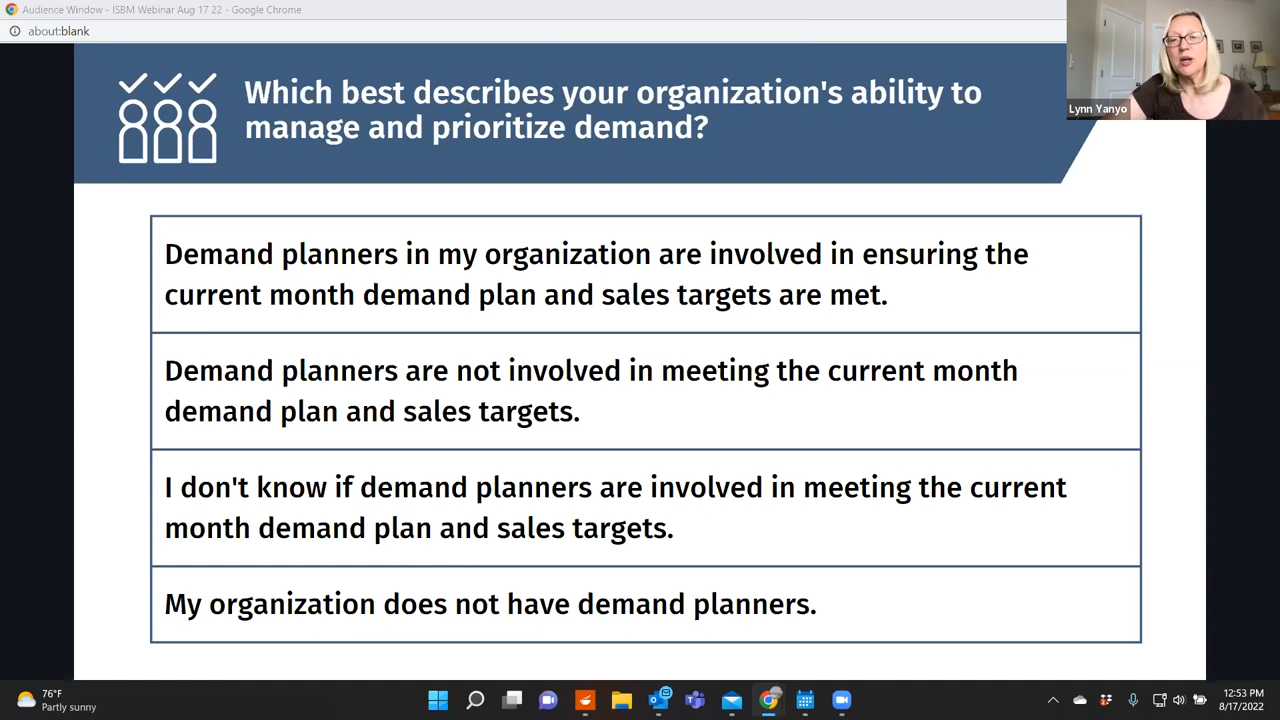 Audience Window - ISBM Webinar Aug 17 22 - Google Chrome
about:blank
Which best describes your organization's ability to
manage and prioritize demand?
Lynn Yanyo
Demand planners in my organization are involved in ensuring the
current month demand plan and sales targets are met.
Demand planners are not involved in meeting the current month
demand plan and sales targets.
I don't know if demand planners are involved in meeting the current
month demand plan and sales targets.
My organization does not have demand planners.
76°F
Partly sunny
12:53 PM
8/17/2022